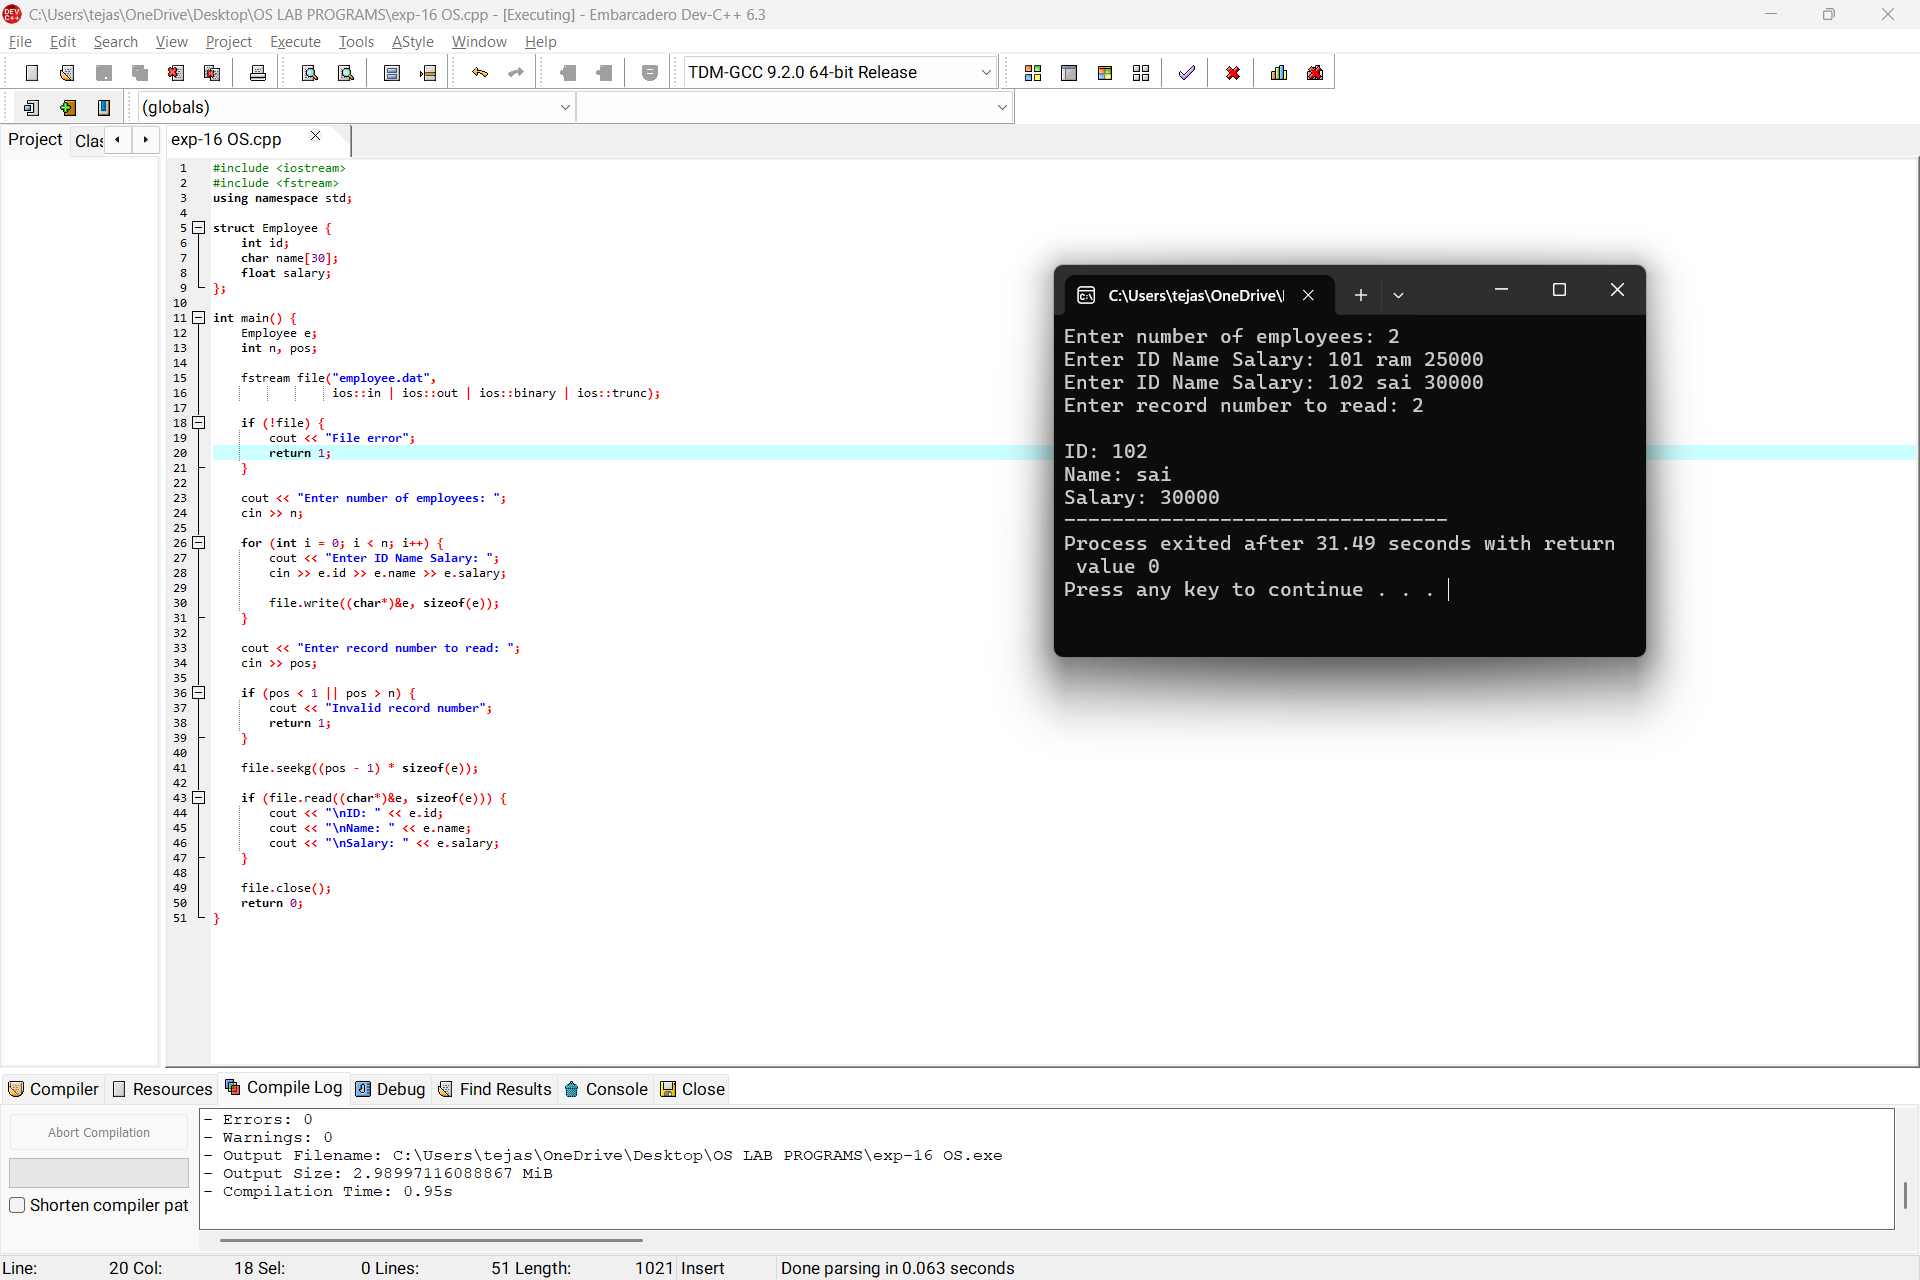 C:\Users\tejas\OneDrive\Desktop\OS LAB PROGRAMS\exp-16 OS.cpp - [Executing] - Embarcadero Dev-C++ 6.3
File Edit Search View Project Execute Tools AStyle Window Help
TDM-GCC 9.2.0 64-bit Release
(globals)
Project Clas exp-16 OS.cpp
1 #include <iostream>
2 #include <fstream>
3 using namespace std;
4
5 struct Employee {
6 int id;
7 char name[30];
8 float salary;
9 };
10
11 int main() {
12 Employee e;
13 int n, pos;
14
15 fstream file("employee.dat",
16 ios::in | ios::out | ios::binary | ios::trunc);
17
18 if (!file) {
19 cout << "File error";
20 return 1;
21 }
22
23 cout << "Enter number of employees: ";
24 cin >> n;
25
26 for (int i = 0; i < n; i++) {
27 cout << "Enter ID Name Salary: ";
28 cin >> e.id >> e.name >> e.salary;
29
30 file.write((char*)&e, sizeof(e));
31 }
32
33 cout << "Enter record number to read: ";
34 cin >> pos;
35
36 if (pos < 1 || pos > n) {
37 cout << "Invalid record number";
38 return 1;
39 }
40
41 file.seekg((pos - 1) * sizeof(e));
42
43 if (file.read((char*)&e, sizeof(e))) {
44 cout << "\nID: " << e.id;
45 cout << "\nName: " << e.name;
46 cout << "\nSalary: " << e.salary;
47 }
48
49 file.close();
50 return 0;
51 }
C:\Users\tejas\OneDrive\
Enter number of employees: 2
Enter ID Name Salary: 101 ram 25000
Enter ID Name Salary: 102 sai 30000
Enter record number to read: 2
ID: 102
Name: sai
Salary: 30000
--------------------------------
Process exited after 31.49 seconds with return
value 0
Press any key to continue . . .
Compiler Resources Compile Log Debug Find Results Console Close
Abort Compilation
Shorten compiler pat
- Errors: 0
- Warnings: 0
- Output Filename: C:\Users\tejas\OneDrive\Desktop\OS LAB PROGRAMS\exp-16 OS.exe
- Output Size: 2.98997116088867 MiB
- Compilation Time: 0.95s
Line: 20 Col: 18 Sel: 0 Lines: 51 Length: 1021 Insert Done parsing in 0.063 seconds